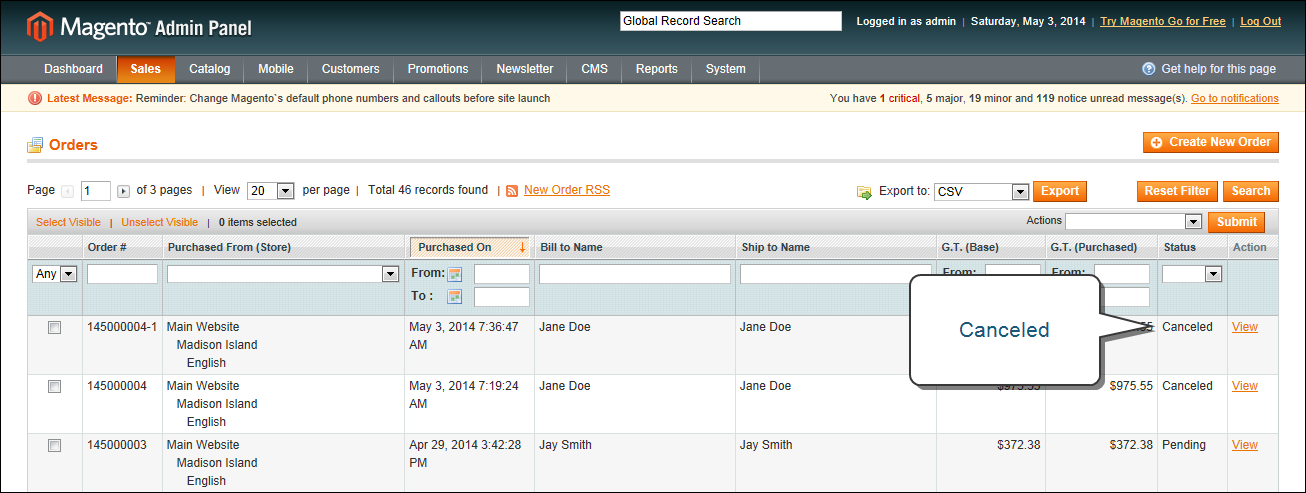 Magento™ Admin Panel
Global Record Search
Logged in as admin | Saturday, May 3, 2014 | Try Magento Go for Free | Log Out
Dashboard Sales Catalog Mobile Customers Promotions Newsletter CMS Reports System
Get help for this page
Latest Message: Reminder: Change Magento`s default phone numbers and callouts before site launch
You have 1 critical, 5 major, 19 minor and 119 notice unread message(s). Go to notifications
Orders
Create New Order
Page 1 of 3 pages | View 20 per page | Total 46 records found | New Order RSS
Export to: CSV Export Reset Filter Search
Select Visible | Unselect Visible | 0 items selected
Actions Submit
Order # Purchased From (Store) Purchased On Bill to Name Ship to Name G.T. (Base) G.T. (Purchased) Status Action
Any From: From: From:
To :
Canceled
145000004-1 Main Website May 3, 2014 7:36:47 Jane Doe Jane Doe Canceled View
Madison Island AM
English
145000004 Main Website May 3, 2014 7:19:24 Jane Doe Jane Doe $975.55 $975.55 Canceled View
Madison Island AM
English
145000003 Main Website Apr 29, 2014 3:42:28 Jay Smith Jay Smith $372.38 $372.38 Pending View
Madison Island PM
English